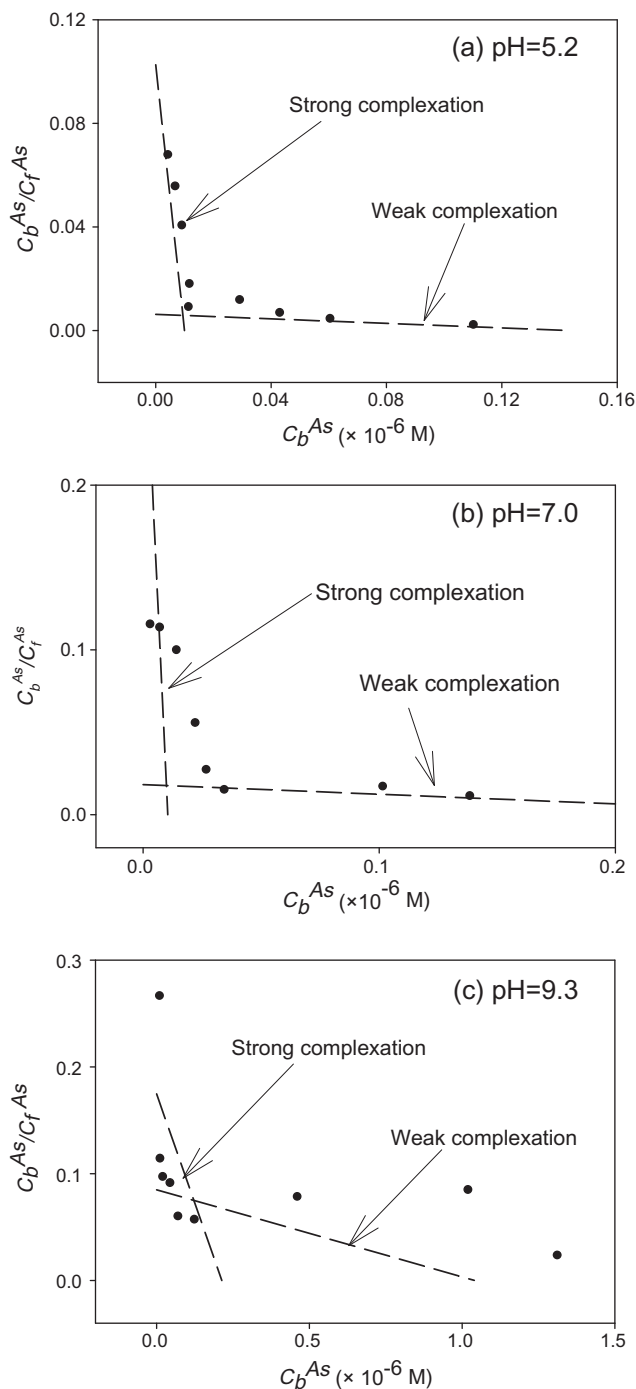 (a) pH=5.2
0.12
0.08
0.04
0.00
C_b^As/C_f^As
Strong complexation
Weak complexation
0.00 0.04 0.08 0.12 0.16
C_b^As (× 10^-6 M)
(b) pH=7.0
0.2
0.1
0.0
C_b^As/C_f^As
Strong complexation
Weak complexation
0.0 0.1 0.2
C_b^As (×10^-6 M)
(c) pH=9.3
0.3
0.2
0.1
0.0
C_b^As/C_f^As
Strong complexation
Weak complexation
0.0 0.5 1.0 1.5
C_b^As (× 10^-6 M)